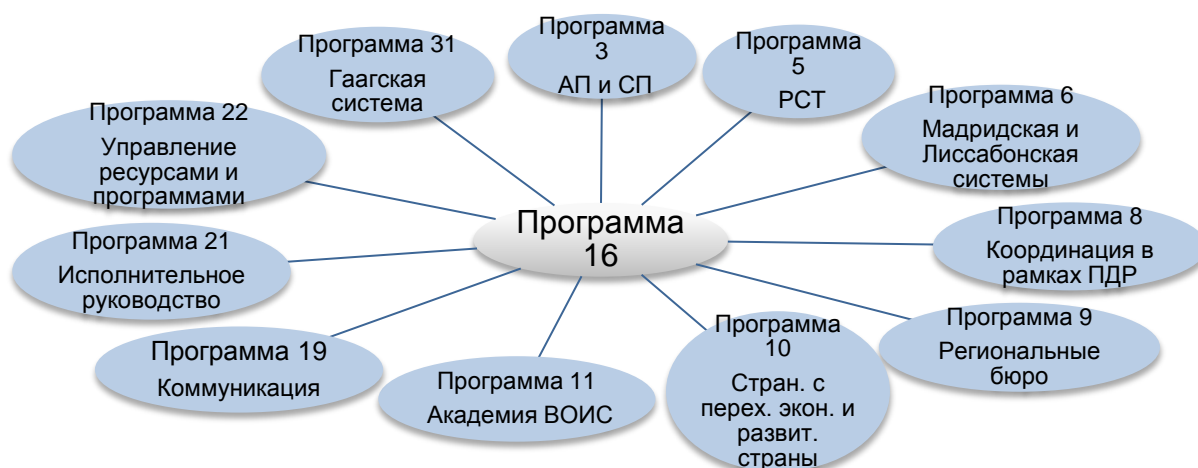 Программа 31
Гаагская
система
Программа
3
АП и СП
Программа
5
PCT
Программа 6
Мадридская и
Лиссабонская
системы
Программа 8
Координация в
рамках ПДР
Программа 9
Региональные
бюро
Программа
10
Стран. с
перех. экон. и
развит.
страны
Программа 11
Академия ВОИС
Программа 19
Коммуникация
Программа 21
Исполнительное
руководство
Программа 22
Управление
ресурсами и
программами
Программа
16